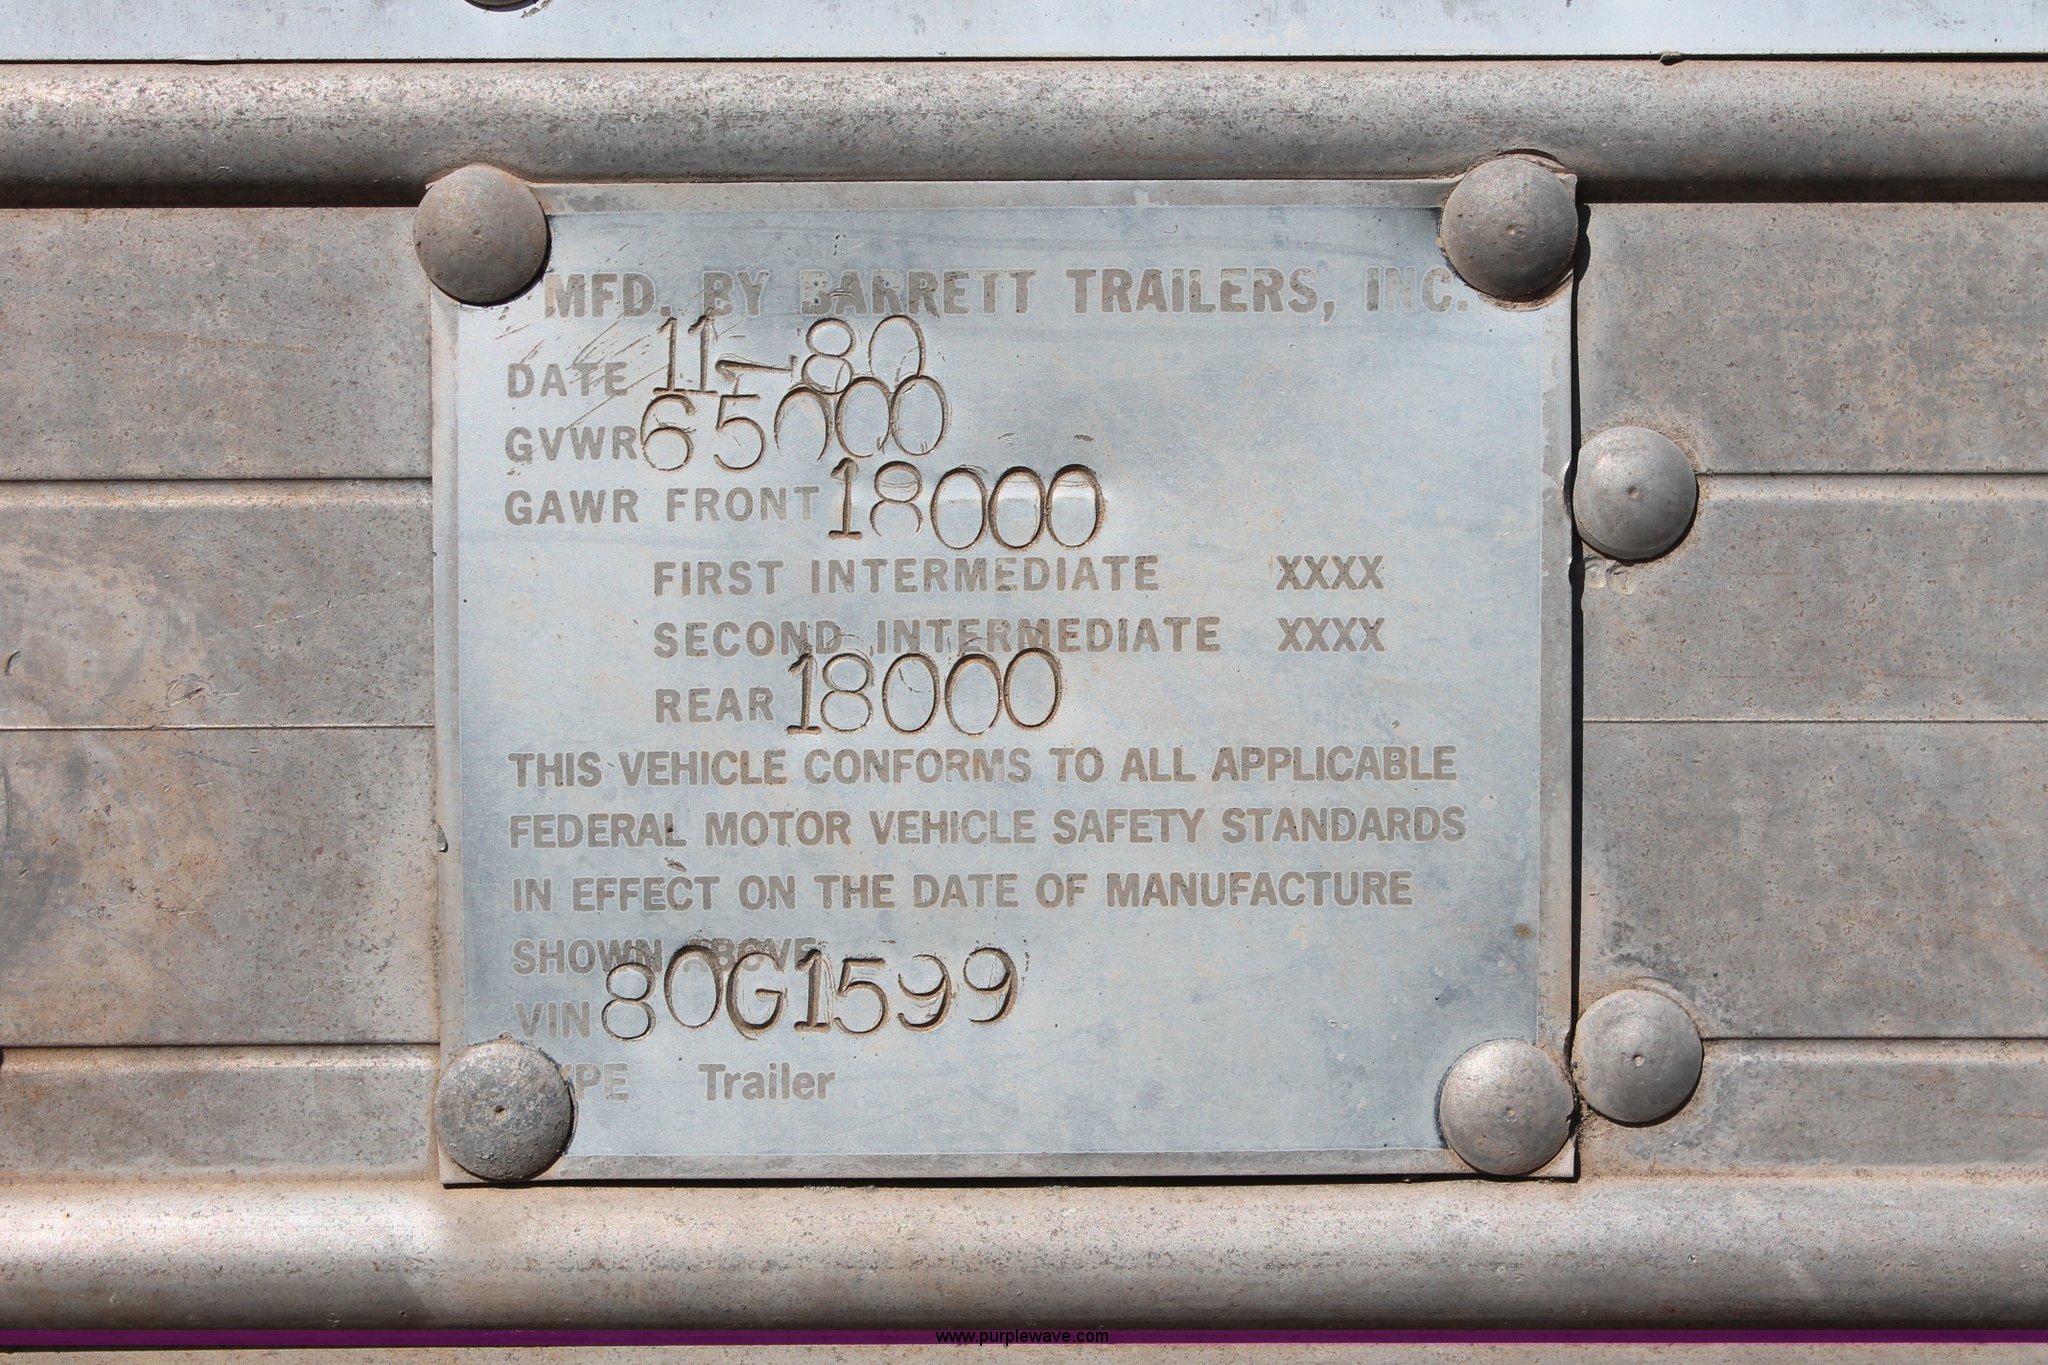 MFD. BY BARRETT TRAILERS, INC.
DATE 11-80
GVWR 65000
GAWR FRONT 18000
FIRST INTERMEDIATE XXXX
SECOND INTERMEDIATE XXXX
REAR 18000
THIS VEHICLE CONFORMS TO ALL APPLICABLE
FEDERAL MOTOR VEHICLE SAFETY STANDARDS
IN EFFECT ON THE DATE OF MANUFACTURE
SHOWN ABOVE
VIN 80G1599
TYPE Trailer
www.purplewave.com